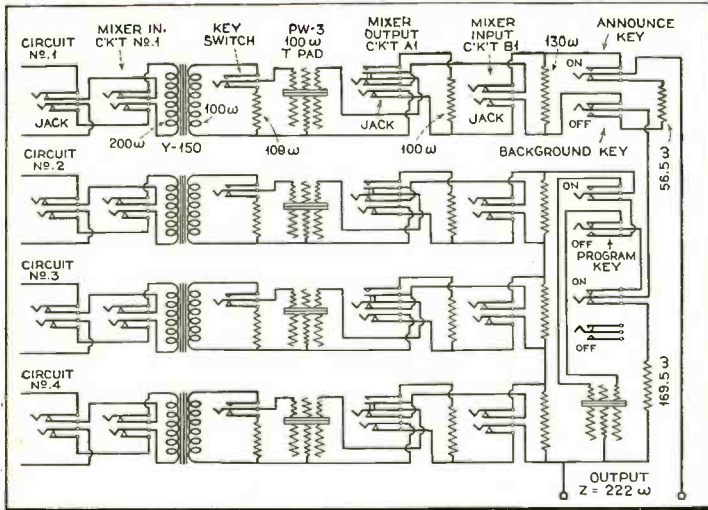 CIRCUIT
Nº.1
MIXER IN.
C'K'T Nº.1
KEY
SWITCH
PW-3
100 ω
T PAD
MIXER
OUTPUT
C'K'T A1
MIXER
INPUT
C'K'T B1
130ω
ANNOUNCE
KEY
ON
JACK
200 ω
Y-150
100ω
109 ω
JACK
100 ω
JACK
OFF
BACKGROUND KEY
56.5 ω
CIRCUIT
Nº.2
ON
OFF
PROGRAM
KEY
CIRCUIT
Nº.3
ON
OFF
CIRCUIT
Nº.4
169.5 ω
OUTPUT
Z = 222 ω